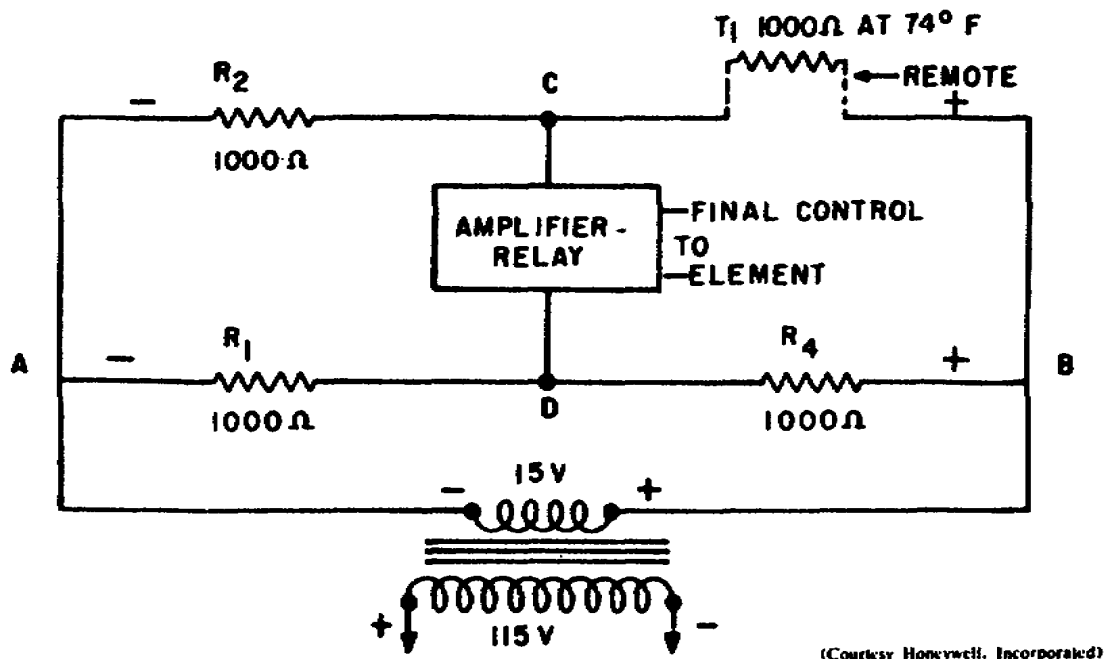 T1 1000Ω AT 74° F
R2
C
REMOTE
- +
1000Ω
AMPLIFIER -
RELAY
FINAL CONTROL
TO
ELEMENT
A
- R1
R4 +
B
1000Ω
D
1000Ω
15V
- +
+ 115V -
(Courtesy Honeywell, Incorporated)